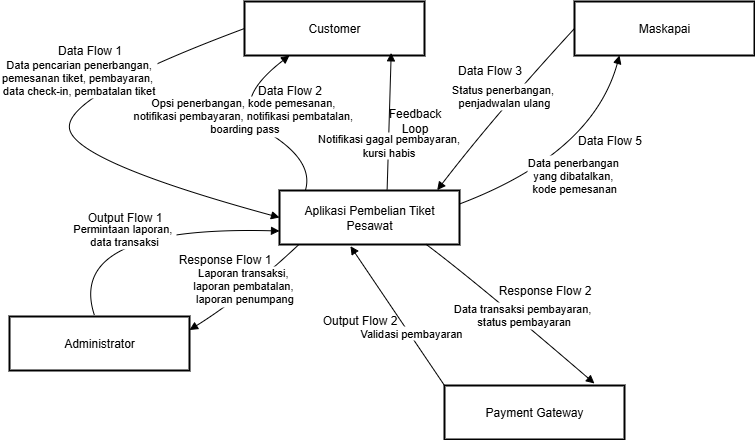 Customer
Maskapai
Data Flow 1
Data pencarian penerbangan,
pemesanan tiket, pembayaran,
data check-in, pembatalan tiket
Data Flow 2
Opsi penerbangan, kode pemesanan,
notifikasi pembayaran, notifikasi pembatalan,
boarding pass
Feedback
Loop
Notifikasi gagal pembayaran,
kursi habis
Data Flow 3
Status penerbangan,
penjadwalan ulang
Data Flow 5
Data penerbangan
yang dibatalkan,
kode pemesanan
Aplikasi Pembelian Tiket
Pesawat
Output Flow 1
Permintaan laporan,
data transaksi
Response Flow 1
Laporan transaksi,
laporan pembatalan,
laporan penumpang
Output Flow 2
Validasi pembayaran
Response Flow 2
Data transaksi pembayaran,
status pembayaran
Administrator
Payment Gateway